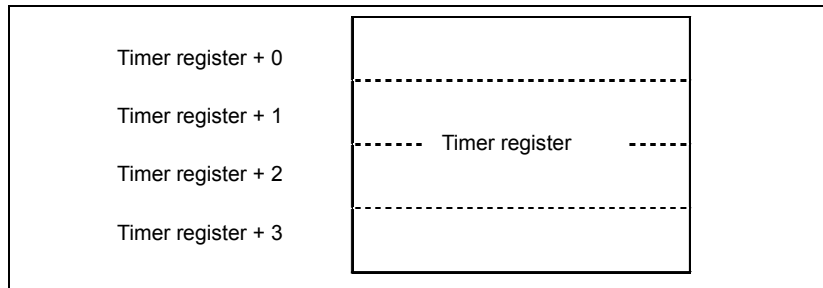 Timer register + 0
Timer register + 1
Timer register
Timer register + 2
Timer register + 3